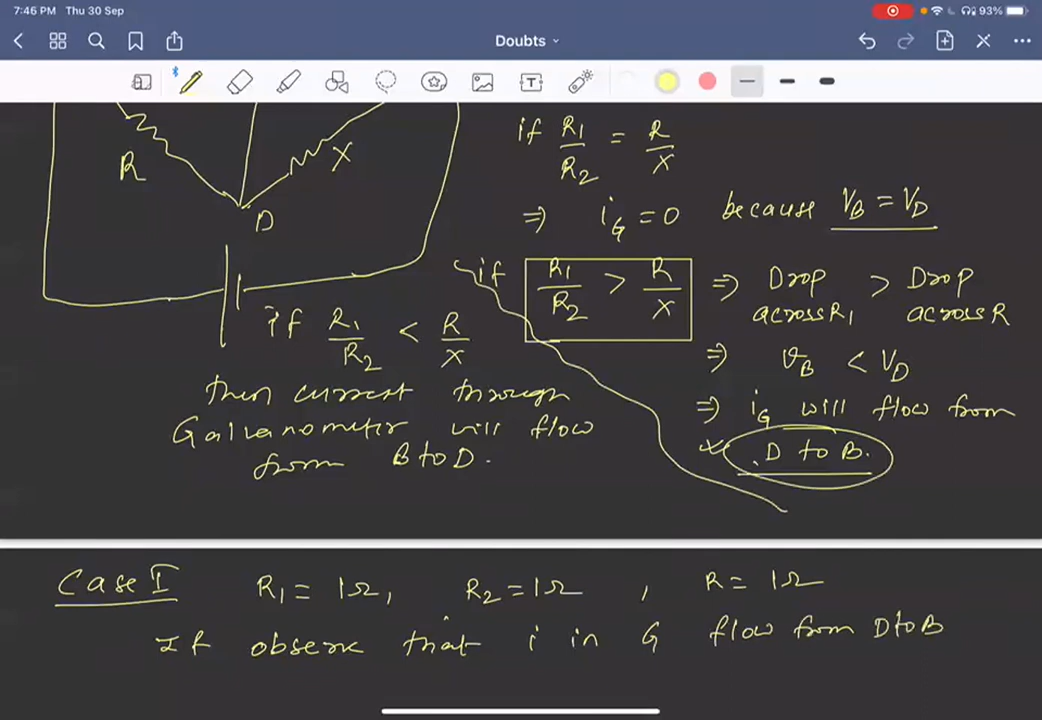 7:46 PM Thu 30 Sep
93%
Doubts
T
R
X
D
if R1/R2 = R/X
⇒ iG = 0 because VB = VD
if R1/R2 > R/X ⇒ Drop across R1 > Drop across R
⇒ VB < VD
⇒ iG will flow from
D to B.
if R1/R2 < R/X
then current through
Galvanometer will flow
from B to D.
Case I R1 = 1Ω, R2 = 1Ω , R = 1Ω
If observe that i in G flow from D to B